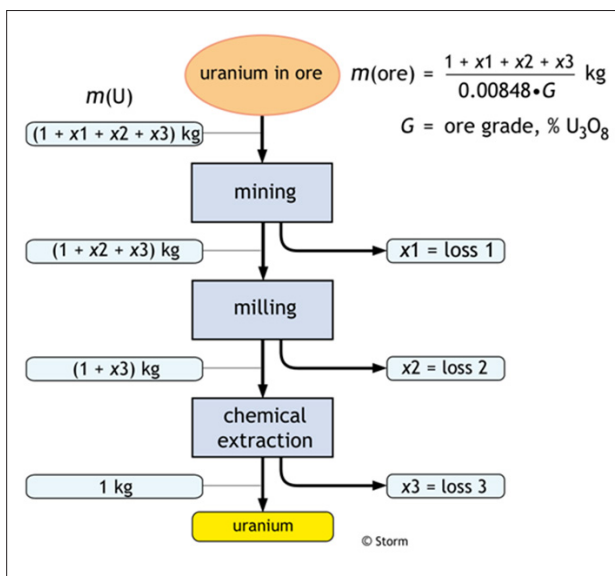 uranium in ore
m(ore) = (1 + x1 + x2 + x3) / (0.00848•G) kg
m(U)
G = ore grade, % U₃O₈
(1 + x1 + x2 + x3) kg
mining
(1 + x2 + x3) kg
x1 = loss 1
milling
(1 + x3) kg
x2 = loss 2
chemical
extraction
1 kg
x3 = loss 3
uranium
© Storm